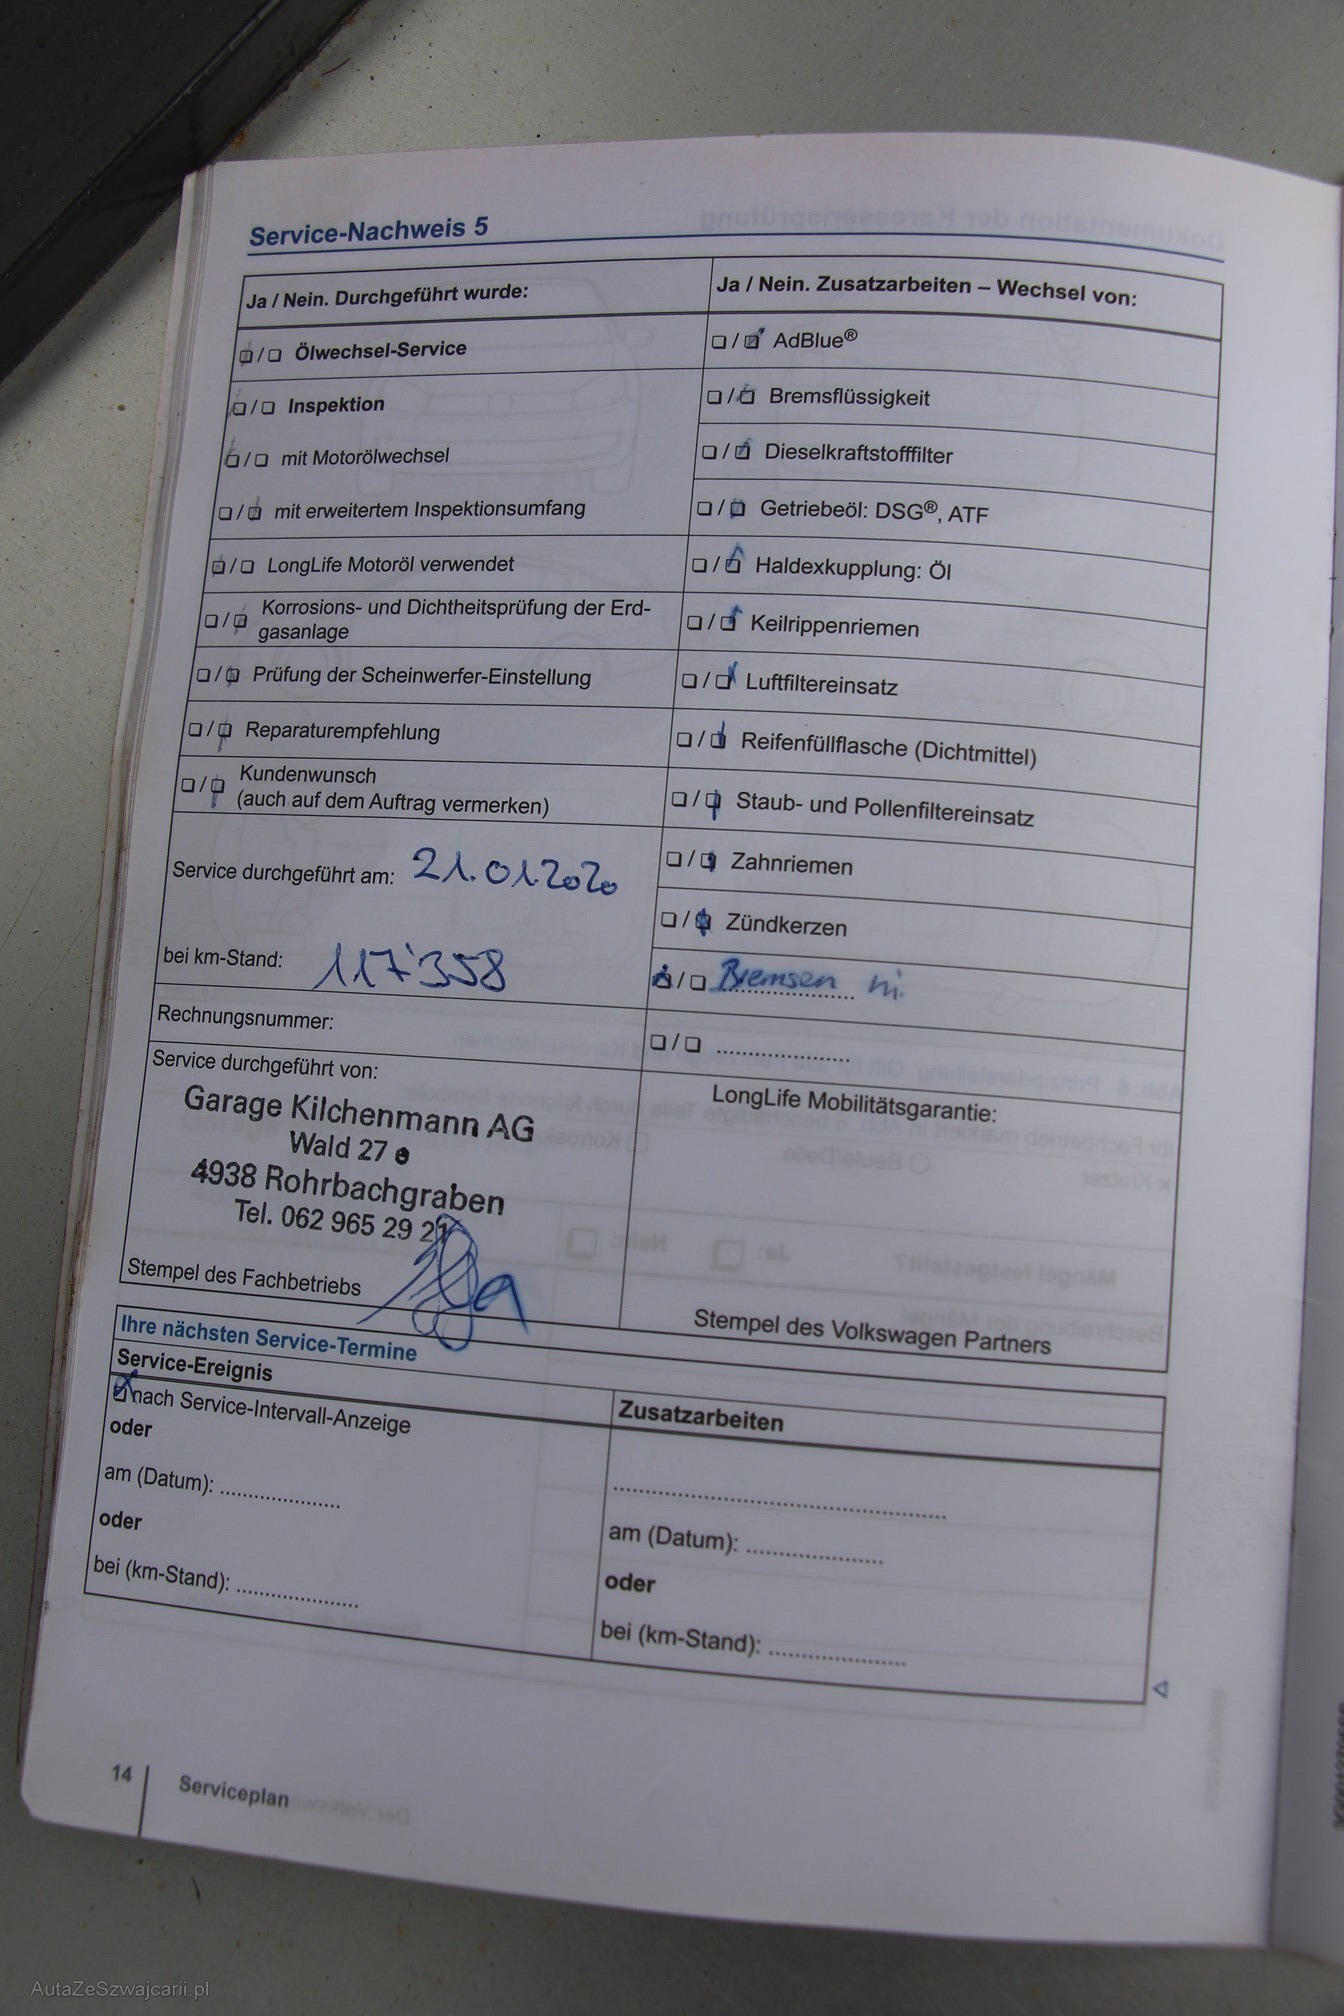 Service-Nachweis 5
Ja / Nein. Durchgeführt wurde:
☐ / ☐ Ölwechsel-Service
☐ / ☐ Inspektion
☐ / ☐ mit Motorölwechsel
☐ / ☐ mit erweitertem Inspektionsumfang
☐ / ☐ LongLife Motoröl verwendet
☐ / ☐ Korrosions- und Dichtheitsprüfung der Erd-
gasanlage
☐ / ☐ Prüfung der Scheinwerfer-Einstellung
☐ / ☐ Reparaturempfehlung
☐ / ☐ Kundenwunsch
(auch auf dem Auftrag vermerken)
Service durchgeführt am: 21.01.2020
bei km-Stand: 117'358
Rechnungsnummer:
Service durchgeführt von:
Garage Kilchenmann AG
Wald 27
4938 Rohrbachgraben
Tel. 062 965 29 21
Stempel des Fachbetriebs
Ja / Nein. Zusatzarbeiten – Wechsel von:
☐ / ☐ AdBlue®
☐ / ☐ Bremsflüssigkeit
☐ / ☐ Dieselkraftstofffilter
☐ / ☐ Getriebeöl: DSG®, ATF
☐ / ☐ Haldexkupplung: Öl
☐ / ☐ Keilrippenriemen
☐ / ☐ Luftfiltereinsatz
☐ / ☐ Reifenfüllflasche (Dichtmittel)
☐ / ☐ Staub- und Pollenfiltereinsatz
☐ / ☐ Zahnriemen
☐ / ☐ Zündkerzen
☐ / ☐ Bremsen
☐ / ☐ ....................
LongLife Mobilitätsgarantie:
Stempel des Volkswagen Partners
Ihre nächsten Service-Termine
Service-Ereignis
☐ nach Service-Intervall-Anzeige
oder
am (Datum): ....................
oder
bei (km-Stand): ....................
Zusatzarbeiten
..................................................
am (Datum): ....................
oder
bei (km-Stand): ....................
14
Serviceplan
AutaZeSzwajcarii.pl